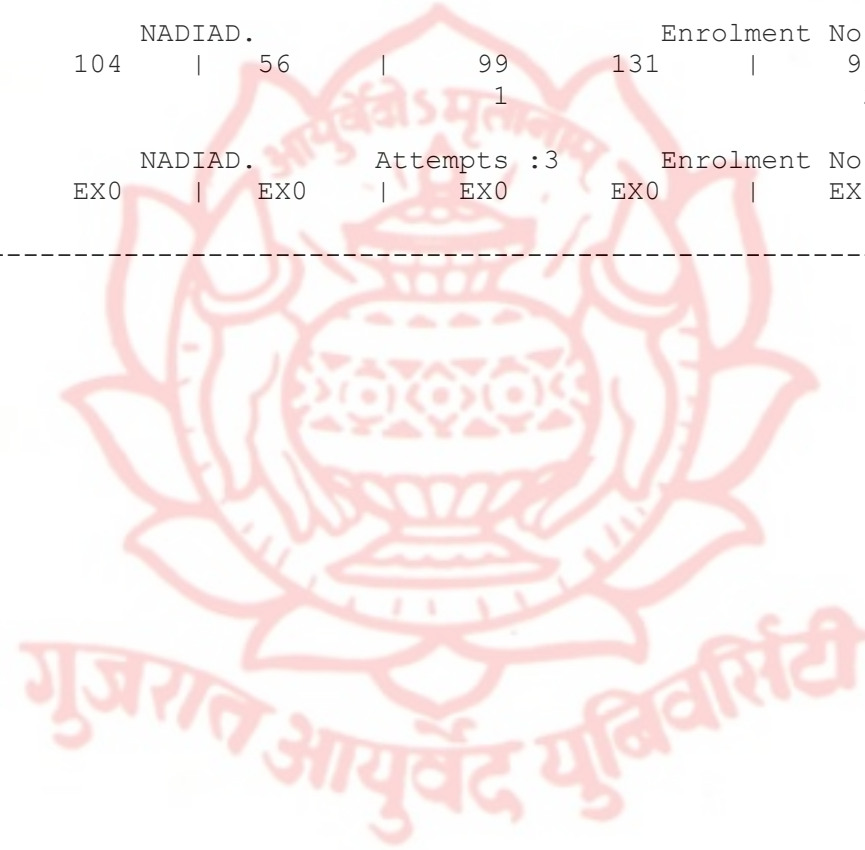 NADIAD. Enrolment No
104 | 56 | 99 131 | 9
1
NADIAD. Attempts :3 Enrolment No
EX0 | EX0 | EX0 EX0 | EX
--------------------------------------------------------
आयुर्वेदोऽमृतानाम्
गुजरात आयुर्वेद युनिवर्सिटी